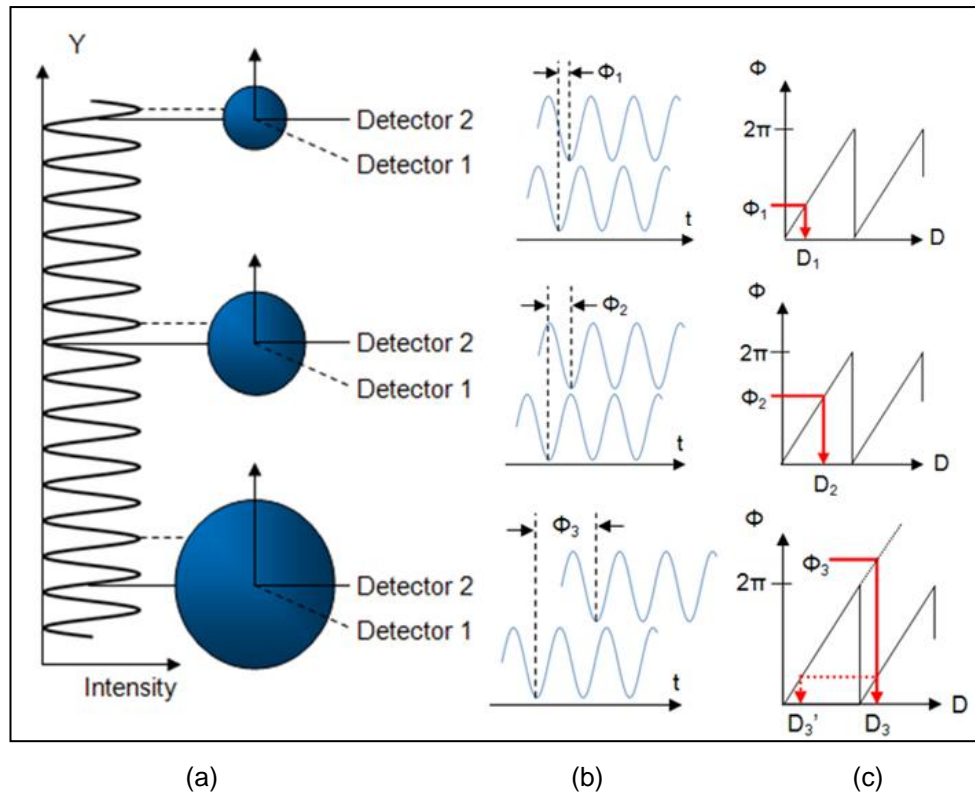 Y
Detector 2
Detector 1
Detector 2
Detector 1
Detector 2
Detector 1
Intensity
Φ₁
t
Φ₂
t
Φ₃
t
Φ
2π
Φ₁
D₁
D
Φ
2π
Φ₂
D₂
D
Φ
Φ₃
2π
D₃’
D₃
D
(a) (b) (c)